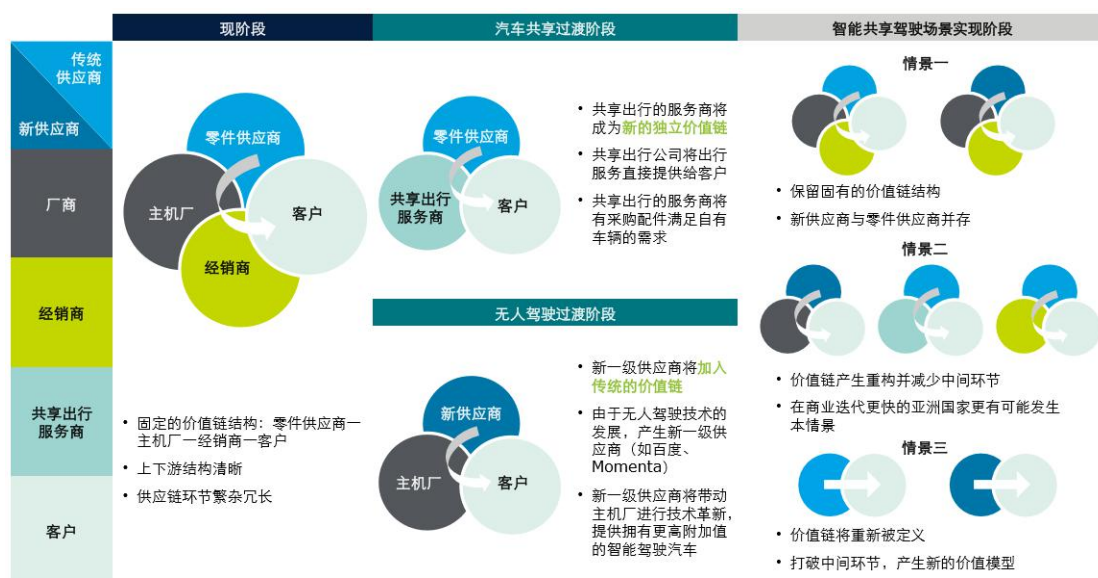 现阶段
汽车共享过渡阶段
智能共享驾驶场景实现阶段
传统
供应商
新供应商
厂商
经销商
共享出行
服务商
客户
零件供应商
主机厂
客户
经销商
• 固定的价值链结构：零件供应商—
主机厂—经销商—客户
• 上下游结构清晰
• 供应链环节繁杂冗长
零件供应商
共享出行
服务商
客户
• 共享出行的服务商将
成为新的独立价值链
• 共享出行公司将出行
服务直接提供给客户
• 共享出行的服务商将
有采购配件满足自有
车辆的需求
无人驾驶过渡阶段
新供应商
主机厂
客户
• 新一级供应商将加入
传统的价值链
• 由于无人驾驶技术的
发展，产生新一级供
应商（如百度、
Momenta）
• 新一级供应商将带动
主机厂进行技术革新，
提供拥有更高附加值
的智能驾驶汽车
情景一
• 保留固有的价值链结构
• 新供应商与零件供应商并存
情景二
• 价值链产生重构并减少中间环节
• 在商业迭代更快的亚洲国家更有可能发生
本情景
情景三
• 价值链将重新被定义
• 打破中间环节，产生新的价值模型